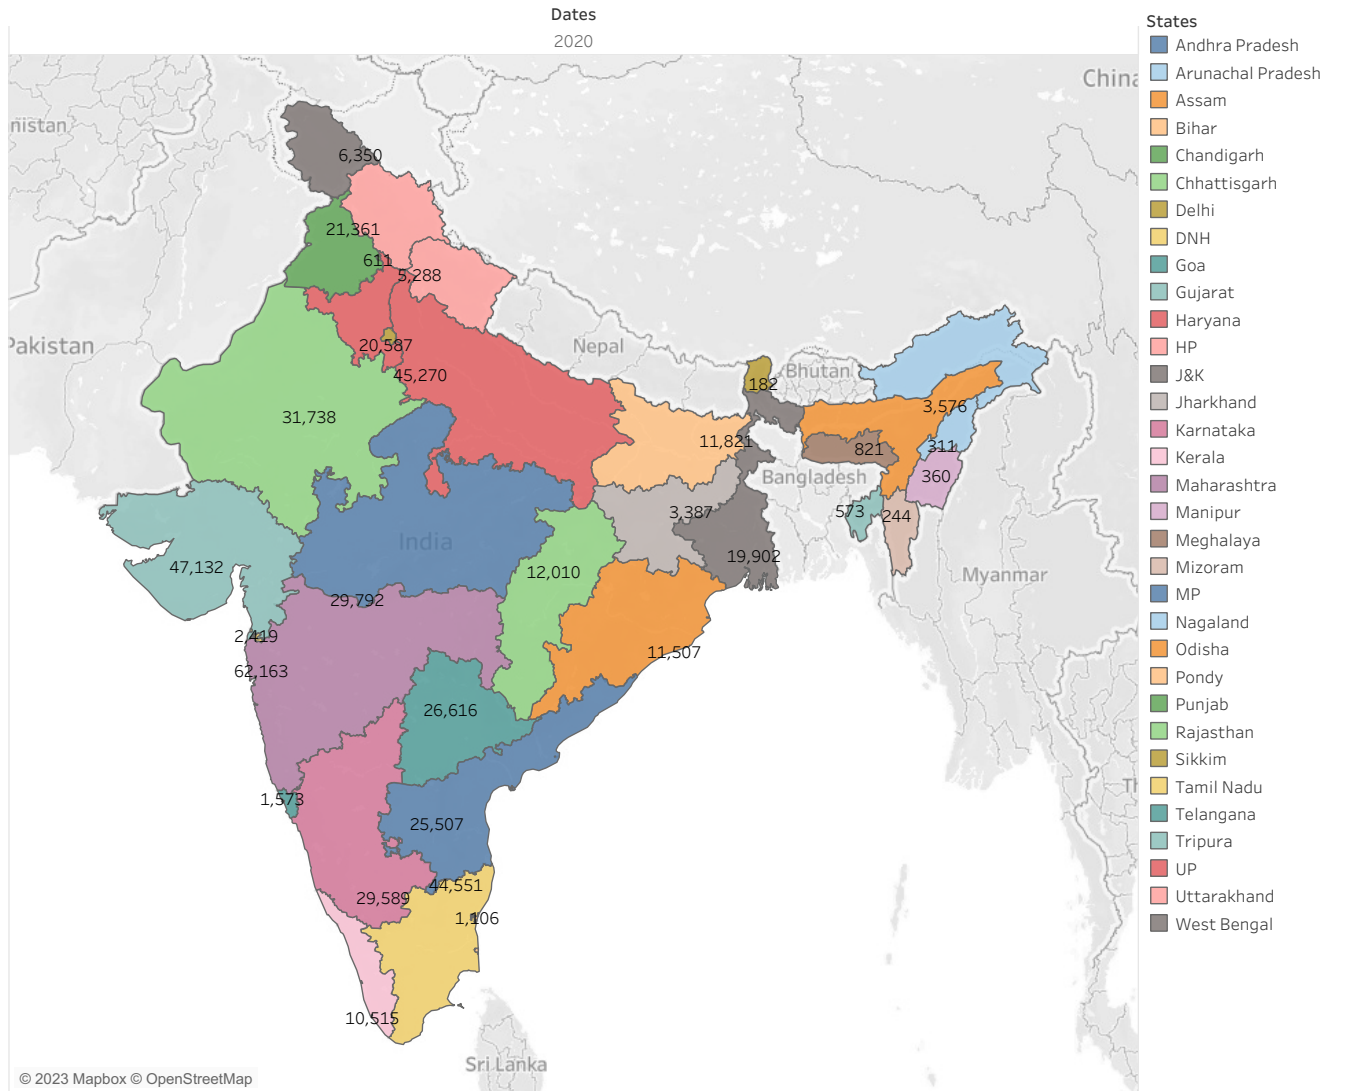 Dates
2020
States
Andhra Pradesh
Arunachal Pradesh
Assam
Bihar
Chandigarh
Chhattisgarh
Delhi
DNH
Goa
Gujarat
Haryana
HP
J&K
Jharkhand
Karnataka
Kerala
Maharashtra
Manipur
Meghalaya
Mizoram
MP
Nagaland
Odisha
Pondy
Punjab
Rajasthan
Sikkim
Tamil Nadu
Telangana
Tripura
UP
Uttarakhand
West Bengal
China
nistan
6,350
21,361
611
5,288
Pakistan
20,587
Nepal
45,270
182
Bhutan
31,738
3,576
11,821
311
821
360
Bangladesh
3,387
573
244
India
19,902
47,132
12,010
Myanmar
29,792
2,419
11,507
62,163
26,616
Th
1,573
25,507
44,551
29,589
1,106
10,515
Sri Lanka
© 2023 Mapbox © OpenStreetMap